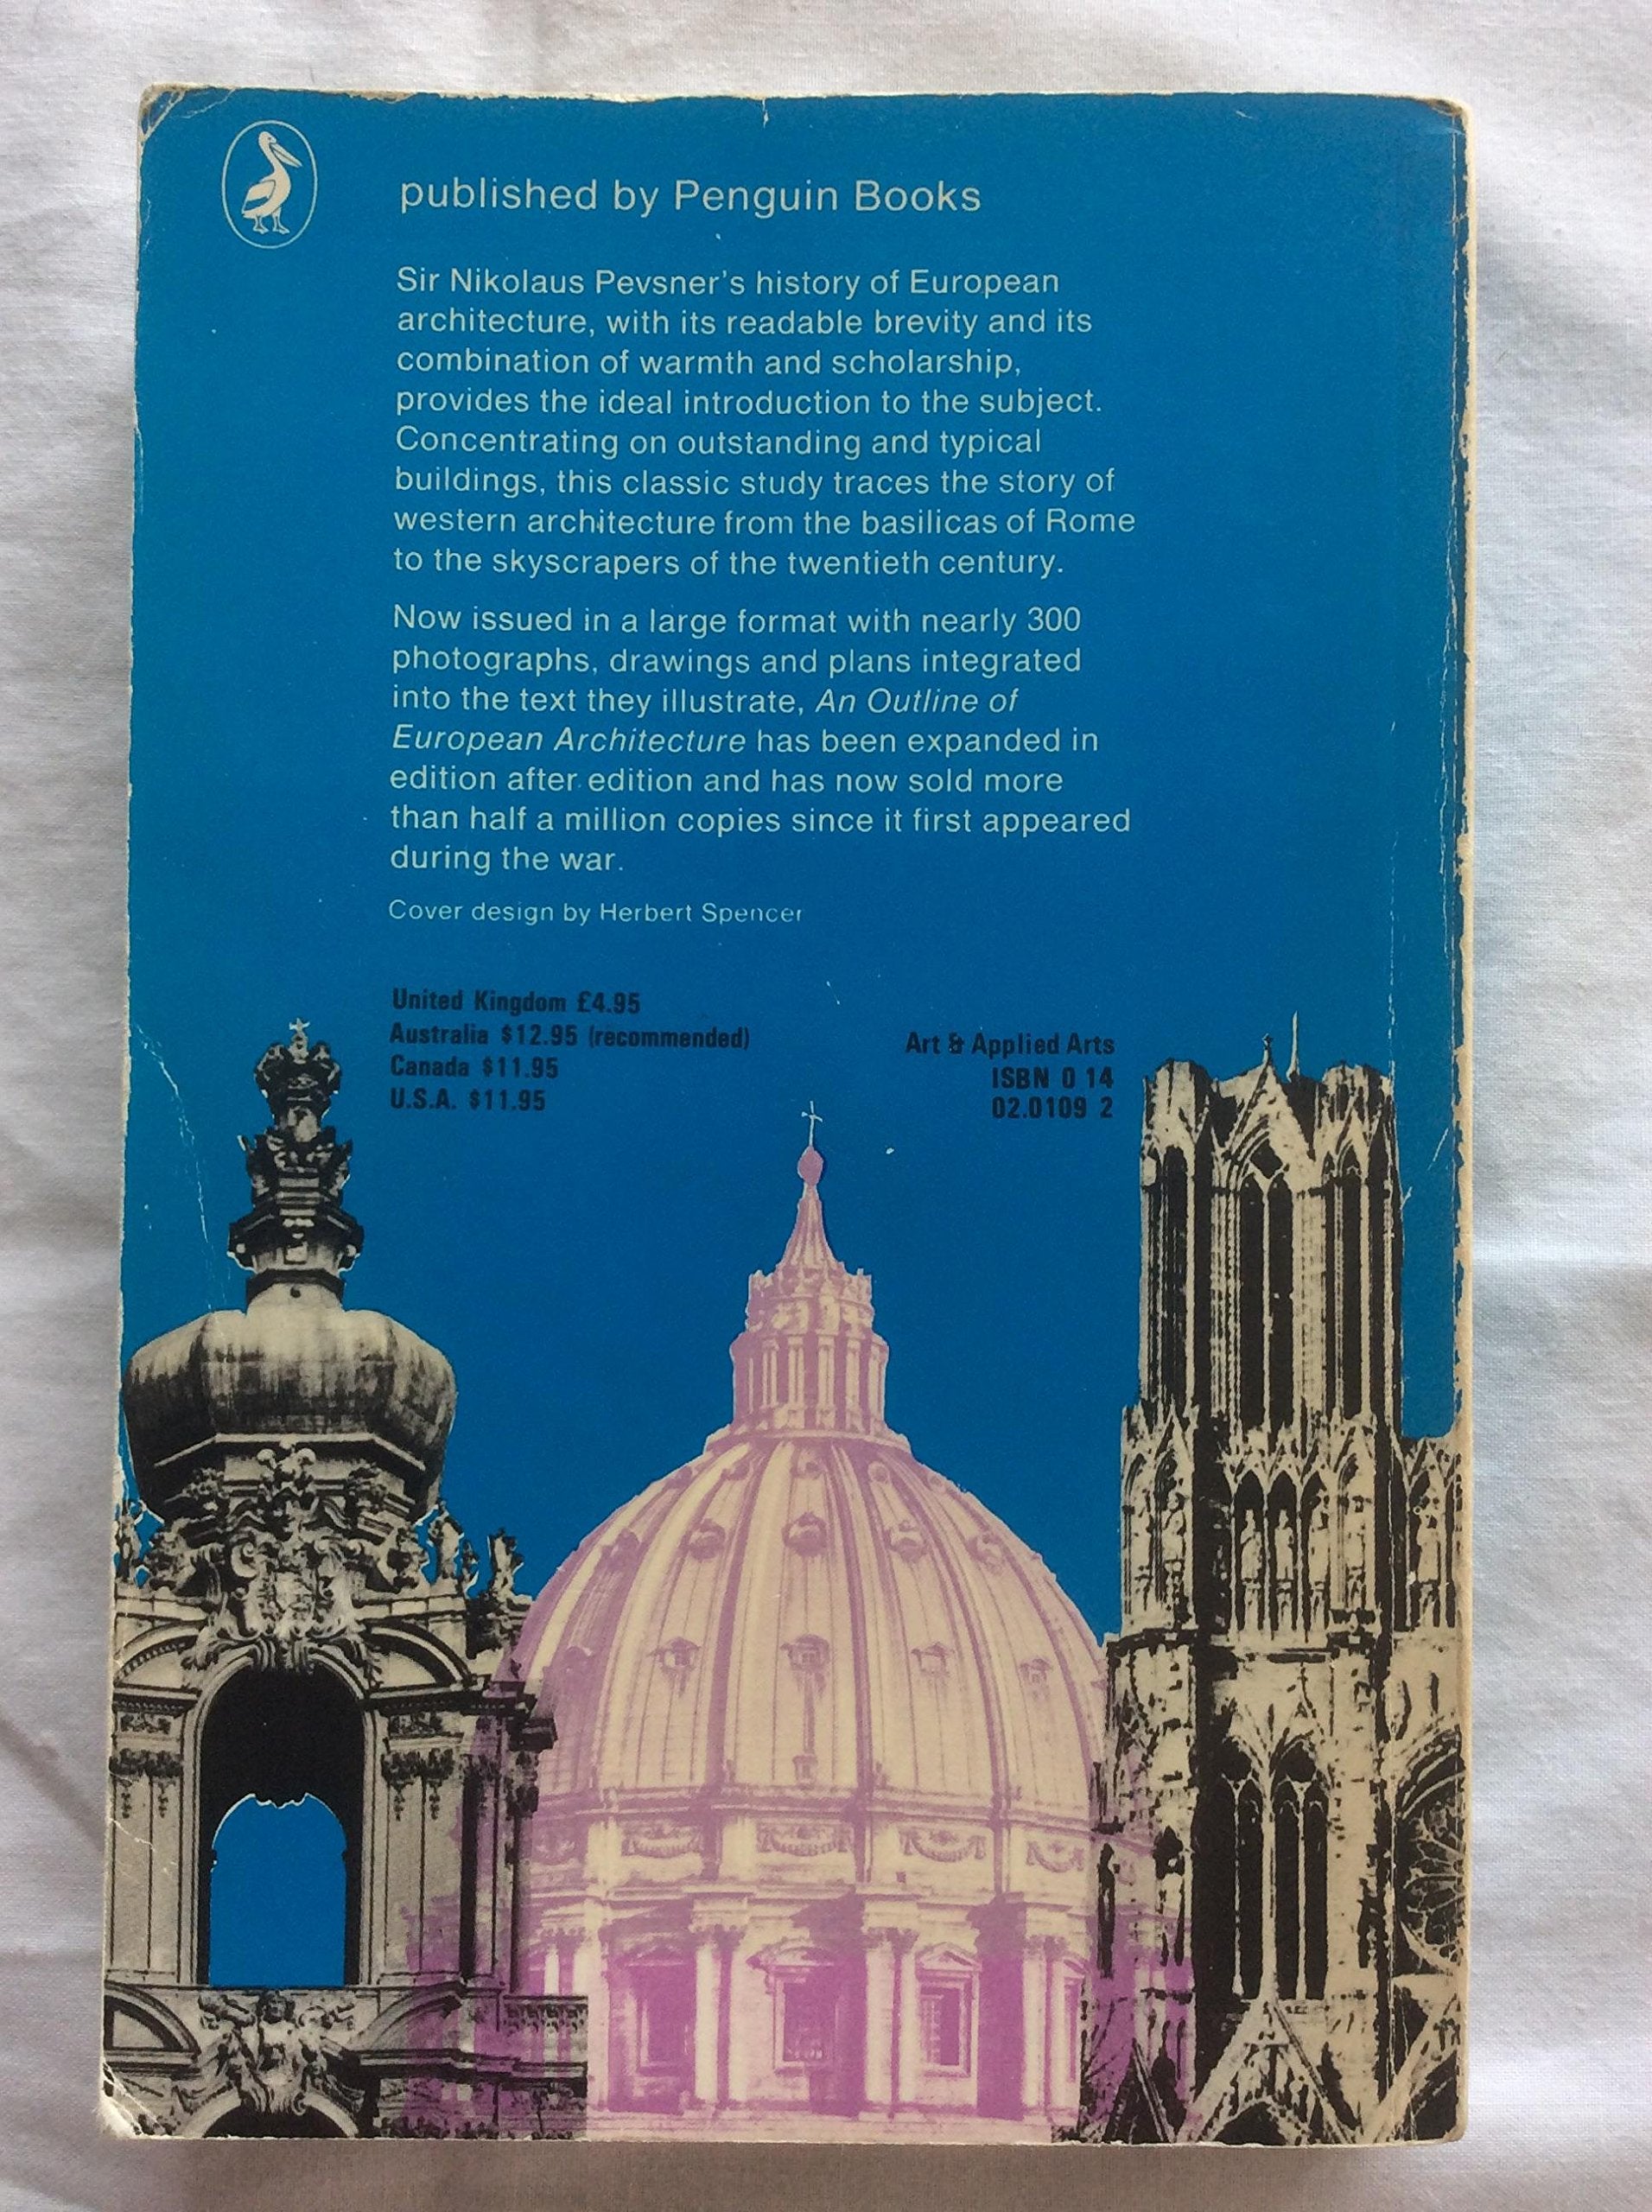 published by Penguin Books
Sir Nikolaus Pevsner's history of European
architecture, with its readable brevity and its
combination of warmth and scholarship,
provides the ideal introduction to the subject.
Concentrating on outstanding and typical
buildings, this classic study traces the story of
western architecture from the basilicas of Rome
to the skyscrapers of the twentieth century.
Now issued in a large format with nearly 300
photographs, drawings and plans integrated
into the text they illustrate, An Outline of
European Architecture has been expanded in
edition after edition and has now sold more
than half a million copies since it first appeared
during the war.
Cover design by Herbert Spencer
United Kingdom £4.95
Australia $12.95 (recommended)
Canada $11.95
U.S.A. $11.95
Art & Applied Arts
ISBN 0 14
02.0109 2